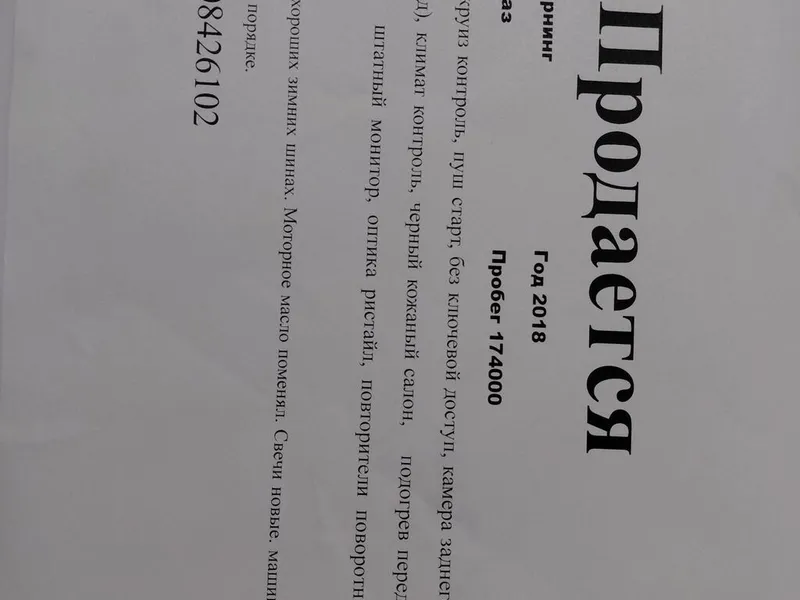 Продается
рнинг Год 2018
аз Пробег 174000
круиз контроль, пуш старт, без ключевой доступ, камера заднег
д), климат контроль, черный кожаный салон, подогрев перед
штатный монитор, оптика ристайл, повторители поворотн
хороших зимних шинах. Моторное масло поменял. Свечи новые. маши
порядке.
98426102